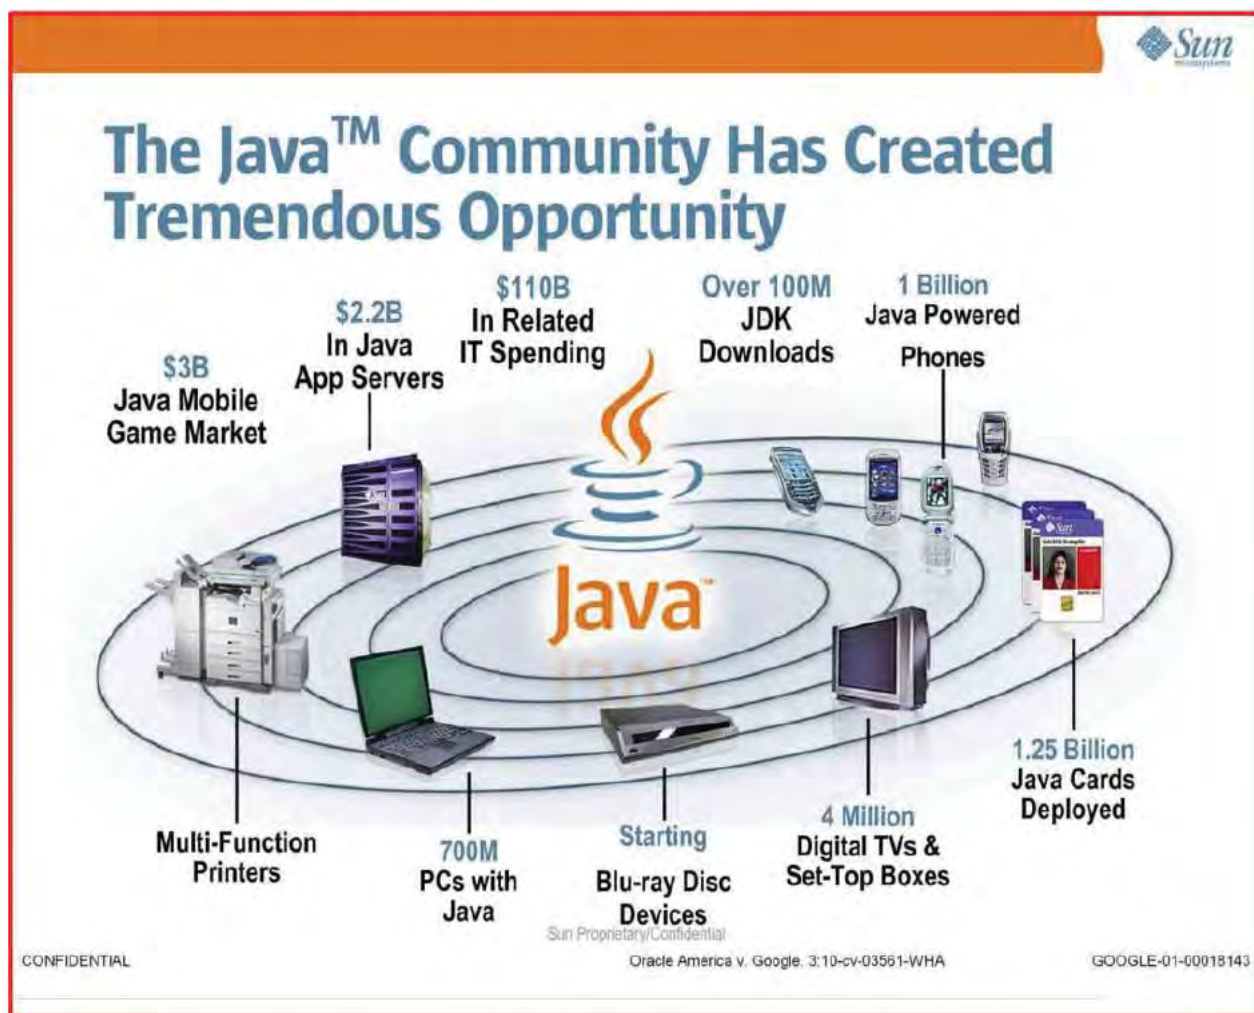 Sun
microsystems
The Java™ Community Has Created
Tremendous Opportunity
$3B
Java Mobile
Game Market
$2.2B
In Java
App Servers
$110B
In Related
IT Spending
Over 100M
JDK
Downloads
1 Billion
Java Powered
Phones
Sun
Java™
1.25 Billion
Java Cards
Deployed
Multi-Function
Printers
700M
PCs with
Java
Starting
Blu-ray Disc
Devices
4 Million
Digital TVs &
Set-Top Boxes
Sun Proprietary/Confidential
CONFIDENTIAL
Oracle America v. Google, 3:10-cv-03561-WHA
GOOGLE-01-00018143